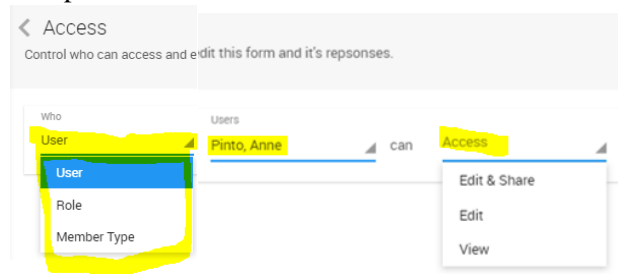 Access
Control who can access and edit this form and it's repsonses.
Who
Users
User
Pinto, Anne
can
Access
User
Role
Member Type
Edit & Share
Edit
View